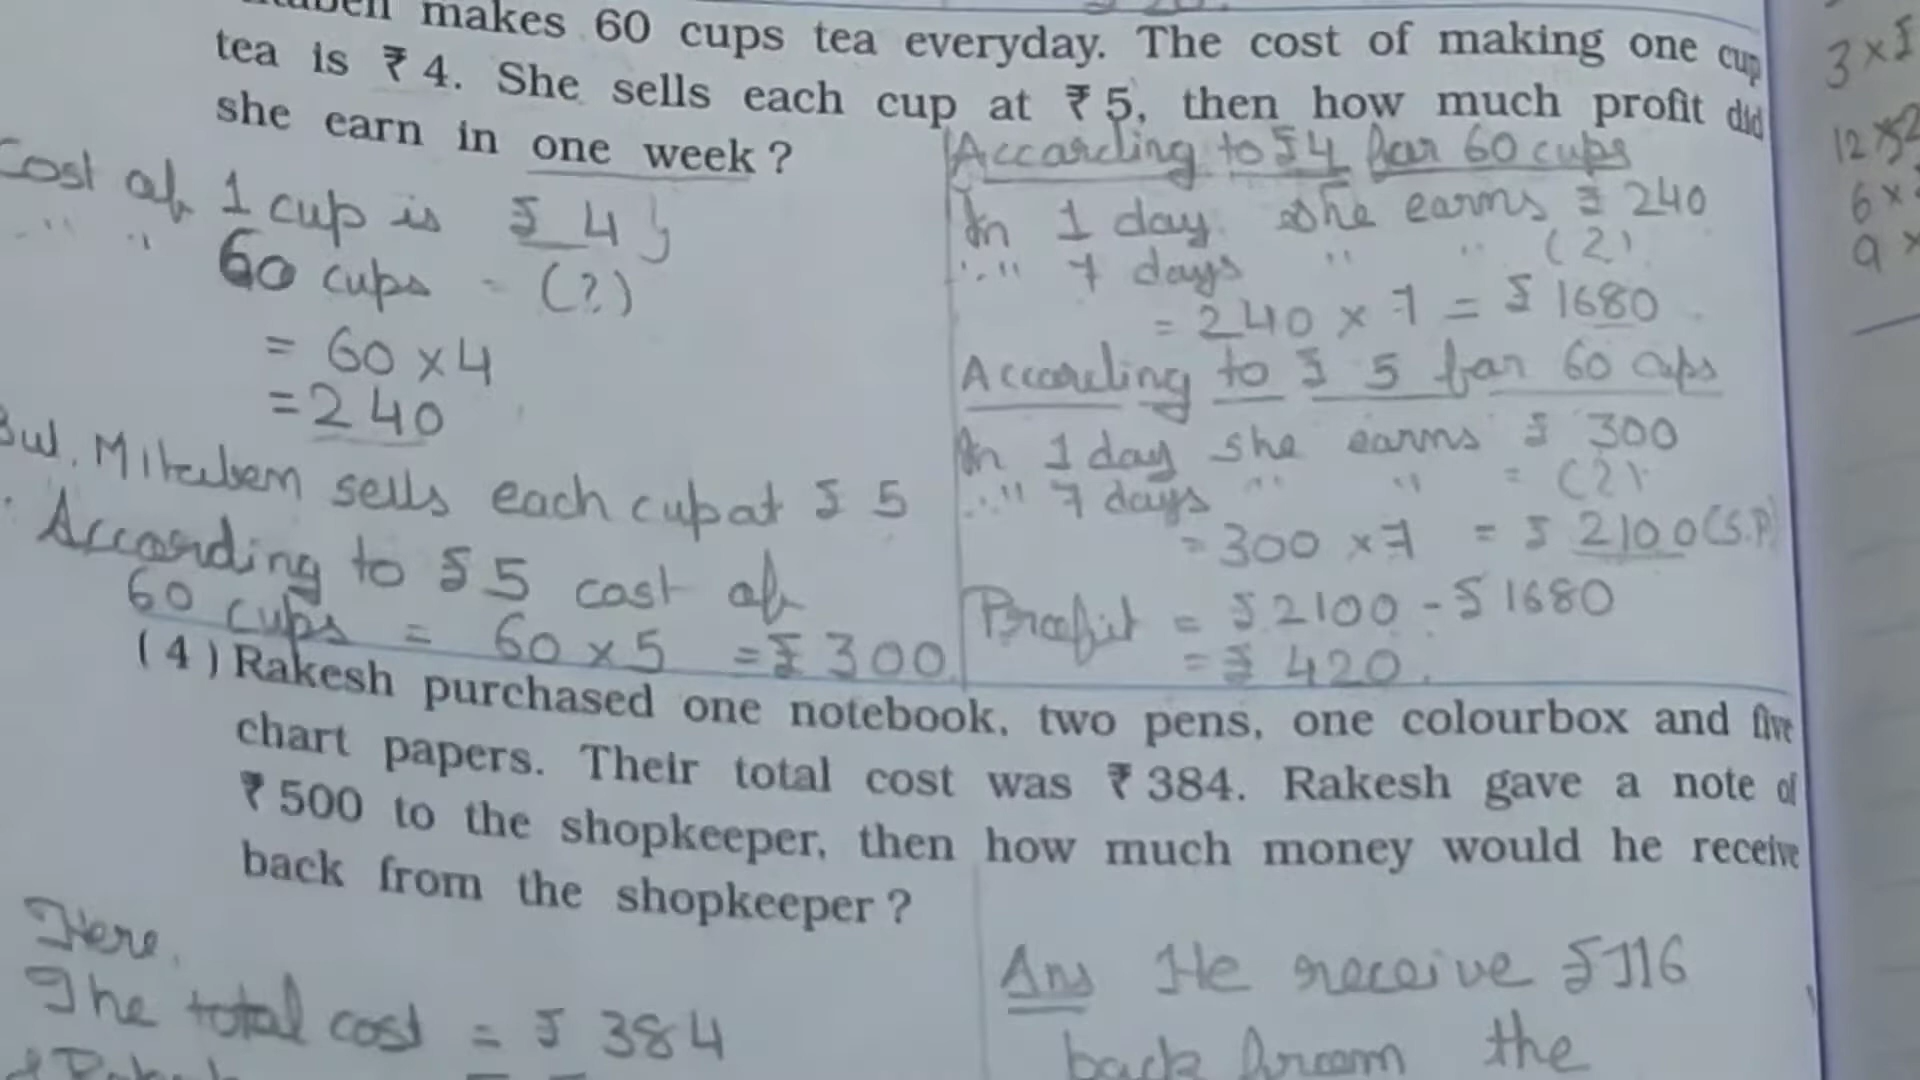 makes 60 cups tea everyday. The cost of making one cup
tea is ₹ 4. She sells each cup at ₹ 5, then how much profit did
she earn in one week ?
Cost of 1 cup is ₹ 4
" " 60 cups - (?)
= 60 × 4
= 240
Mitaben sells each cup at ₹ 5
According to ₹ 5 cost of
60 cups = 60 × 5 = ₹ 300
According to ₹ 4 for 60 cups
In 1 day she earns ₹ 240
" " 7 days " " (?)
= 240 × 7 = ₹ 1680
According to ₹ 5 for 60 cups
In 1 day she earns ₹ 300
" " 7 days " " = (?)
= 300 × 7 = ₹ 2100 (S.P)
Profit = ₹ 2100 - ₹ 1680
= ₹ 420.
(4) Rakesh purchased one notebook, two pens, one colourbox and five
chart papers. Their total cost was ₹ 384. Rakesh gave a note of
₹ 500 to the shopkeeper, then how much money would he receive
back from the shopkeeper ?
Here,
The total cost = ₹ 384
Ans He receive ₹ 116
back from the
3 ×
12 ×
6 ×
9 ×